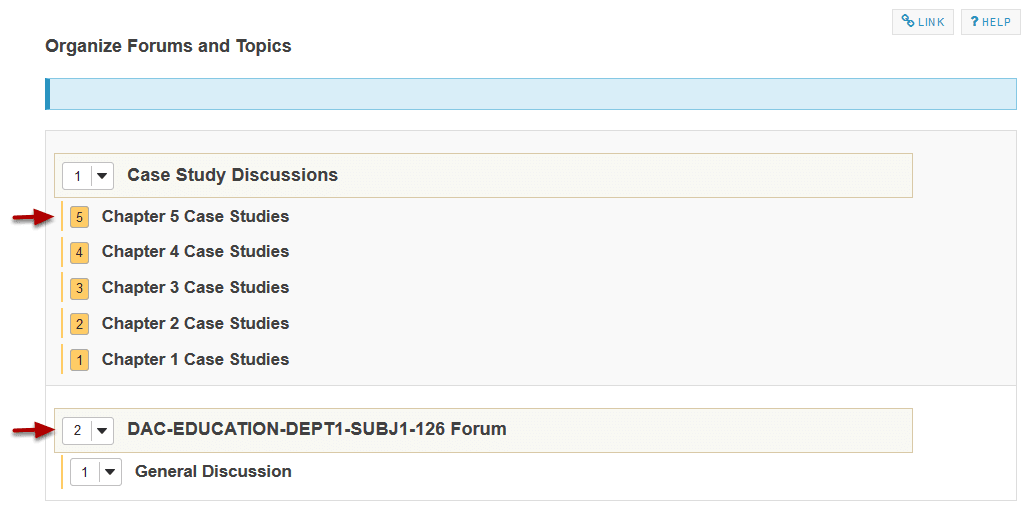 LINK
? HELP
Organize Forums and Topics
1 Case Study Discussions
5 Chapter 5 Case Studies
4 Chapter 4 Case Studies
3 Chapter 3 Case Studies
2 Chapter 2 Case Studies
1 Chapter 1 Case Studies
2 DAC-EDUCATION-DEPT1-SUBJ1-126 Forum
1 General Discussion